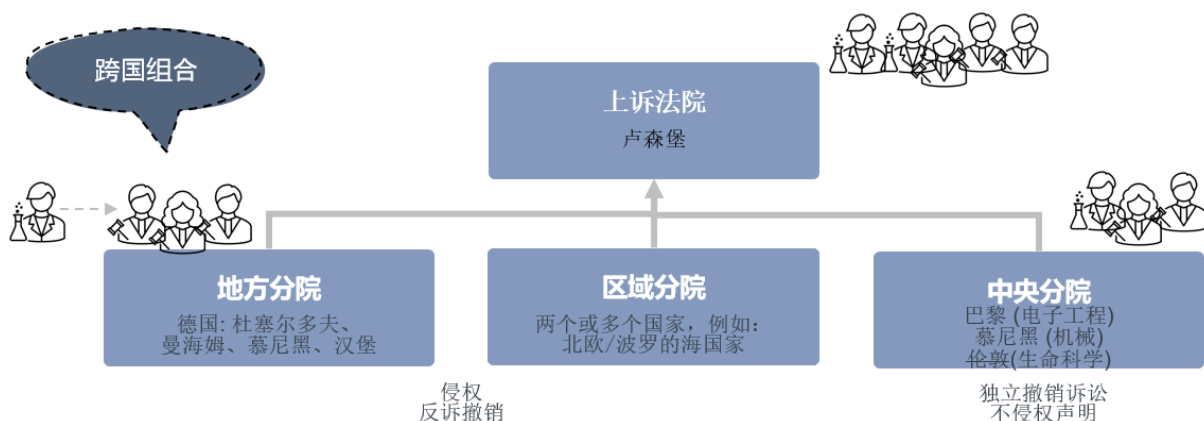 跨国组合
上诉法院
卢森堡
地方分院
德国: 杜塞尔多夫、
曼海姆、慕尼黑、汉堡
区域分院
两个或多个国家，例如：
北欧/波罗的海国家
中央分院
巴黎 (电子工程)
慕尼黑 (机械)
伦敦(生命科学)
侵权
反诉撤销
独立撤销诉讼
不侵权声明